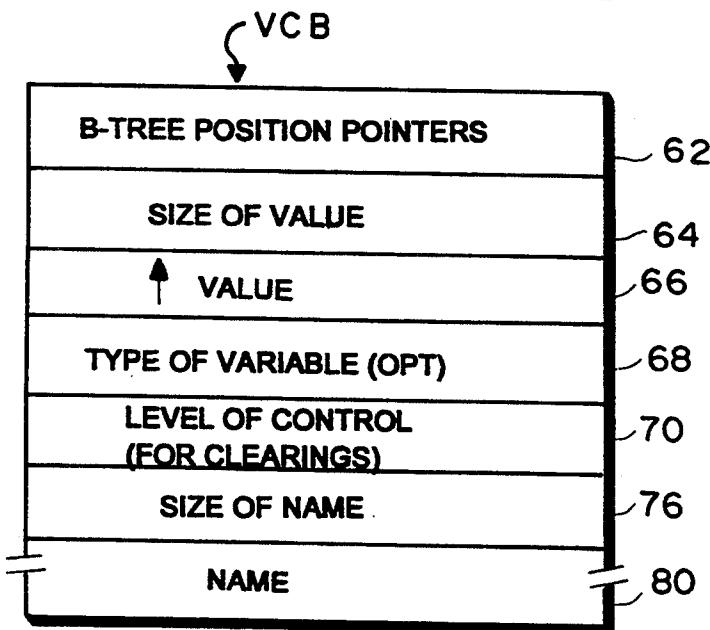 VCB
B-TREE POSITION POINTERS
62
SIZE OF VALUE
64
VALUE
66
TYPE OF VARIABLE (OPT)
68
LEVEL OF CONTROL
(FOR CLEARINGS)
70
SIZE OF NAME
76
NAME
80